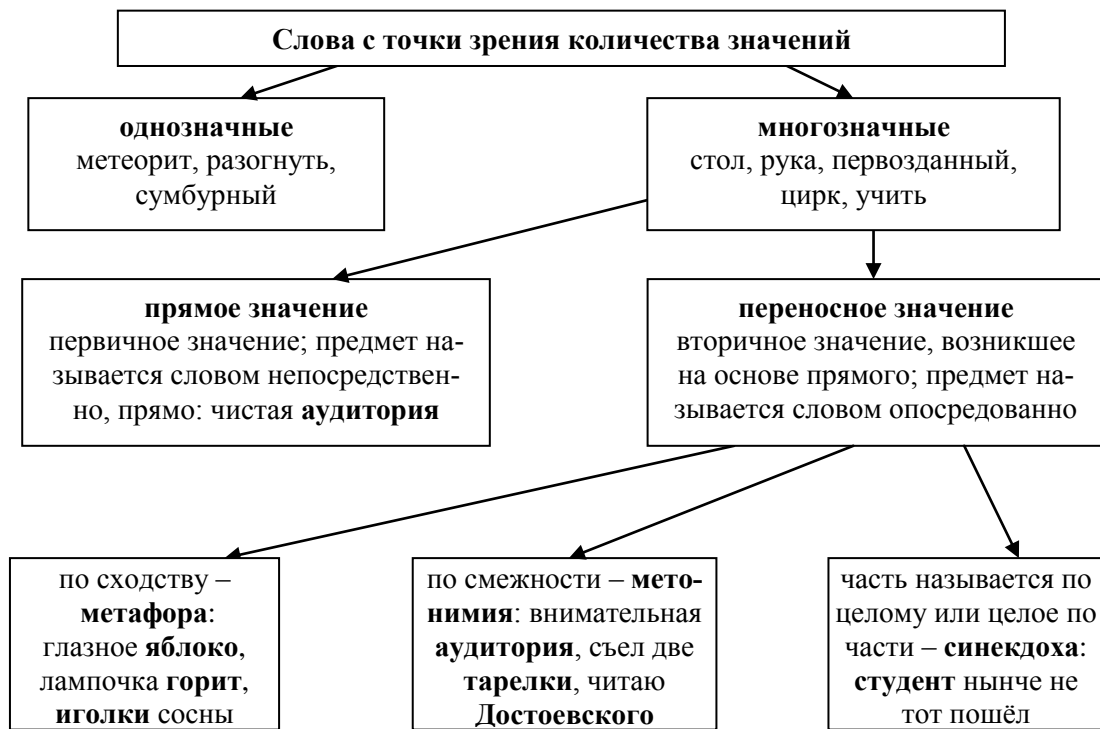 Слова с точки зрения количества значений
однозначные
метеорит, разогнуть,
сумбурный
многозначные
стол, рука, первозданный,
цирк, учить
прямое значение
первичное значение; предмет на-
зывается словом непосредствен-
но, прямо: чистая аудитория
переносное значение
вторичное значение, возникшее
на основе прямого; предмет на-
зывается словом опосредованно
по сходству –
метафора:
глазное яблоко,
лампочка горит,
иголки сосны
по смежности – мето-
нимия: внимательная
аудитория, съел две
тарелки, читаю
Достоевского
часть называется по
целому или целое по
части – синекдоха:
студент нынче не
тот пошёл